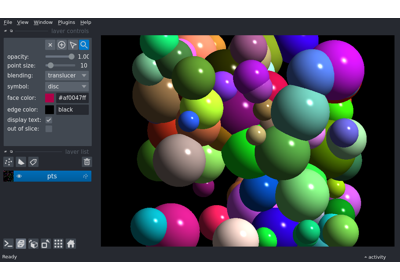 File View Window Plugins Help
layer controls
opacity: 1.00
point size:
blending: translucer
symbol: disc
face color: #af0047ff
edge color: black
display text:
out of slice:
layer list
pts
Ready
activity